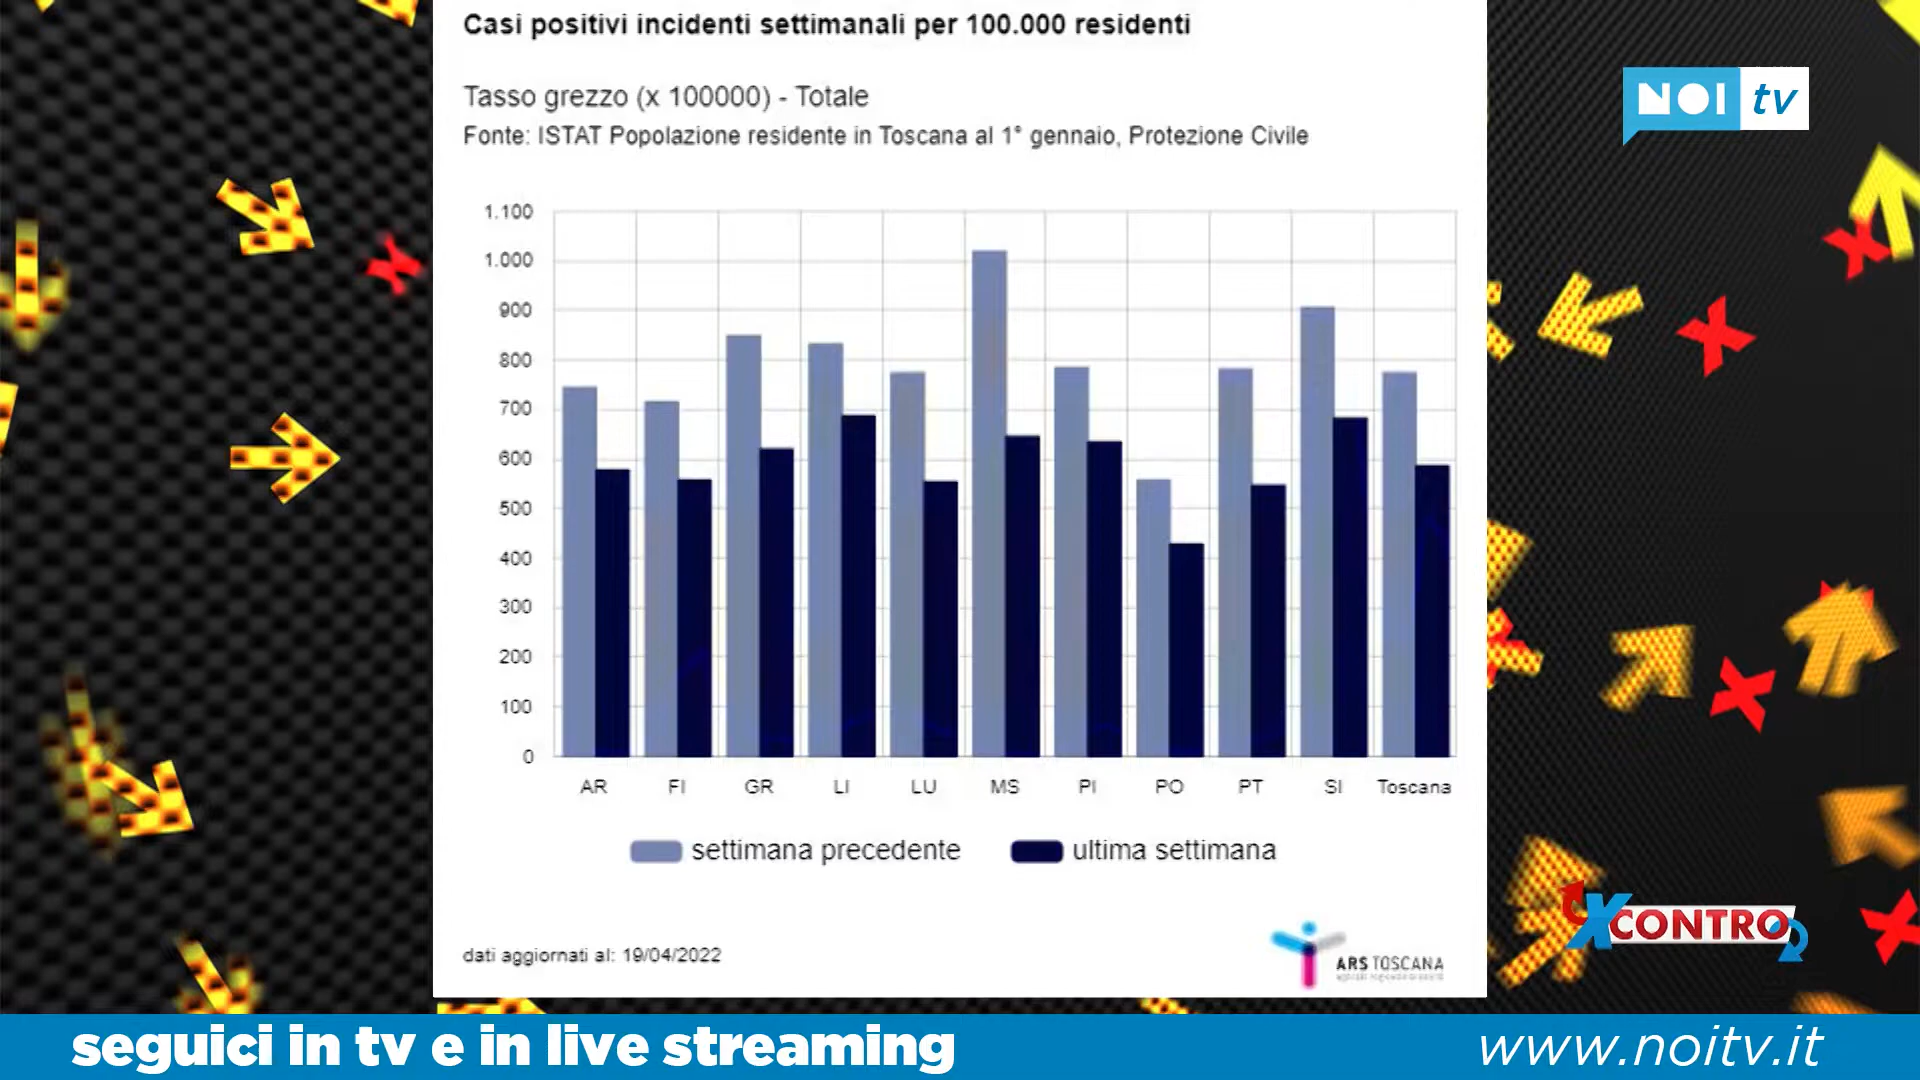 Casi positivi incidenti settimanali per 100.000 residenti
Tasso grezzo (x 100000) - Totale
Fonte: ISTAT Popolazione residente in Toscana al 1° gennaio, Protezione Civile
NOI tv
1.100
1.000
900
800
700
600
500
400
300
200
100
0
AR FI GR LI LU MS PI PO PT SI Toscana
settimana precedente ultima settimana
dati aggiornati al: 19/04/2022
ARS TOSCANA
XCONTRO
seguici in tv e in live streaming
www.noitv.it